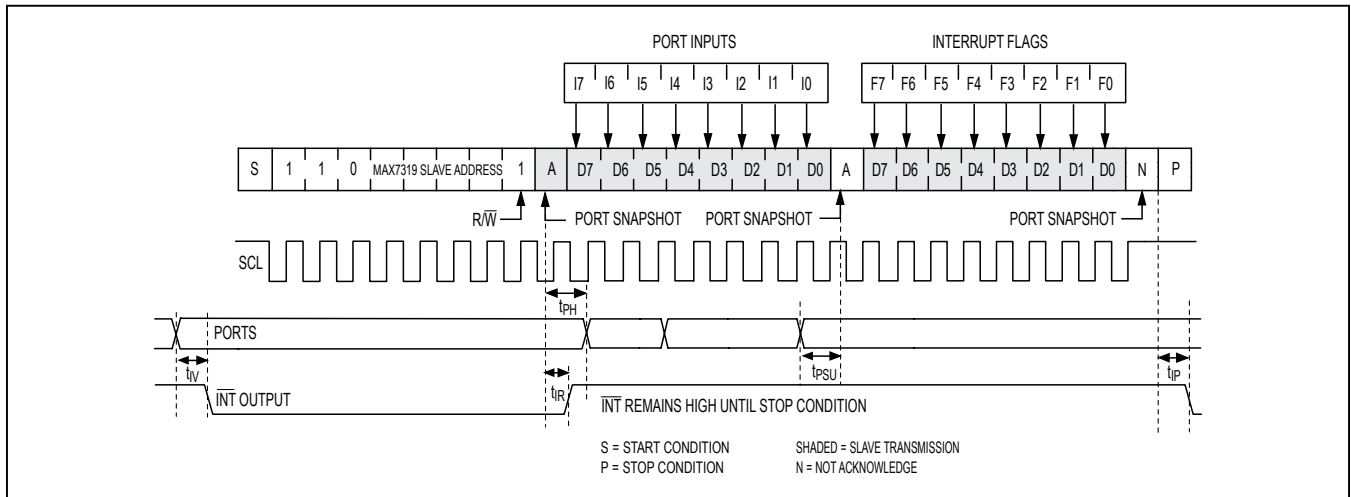 PORT INPUTS INTERRUPT FLAGS
I7 I6 I5 I4 I3 I2 I1 I0 F7 F6 F5 F4 F3 F2 F1 F0
S 1 1 0 MAX7319 SLAVE ADDRESS 1 A D7 D6 D5 D4 D3 D2 D1 D0 A D7 D6 D5 D4 D3 D2 D1 D0 N P
R/W̅ PORT SNAPSHOT PORT SNAPSHOT PORT SNAPSHOT
SCL
tPH
PORTS
tIV tIR tPSU tIP
I̅N̅T̅ OUTPUT I̅N̅T̅ REMAINS HIGH UNTIL STOP CONDITION
S = START CONDITION SHADED = SLAVE TRANSMISSION
P = STOP CONDITION N = NOT ACKNOWLEDGE